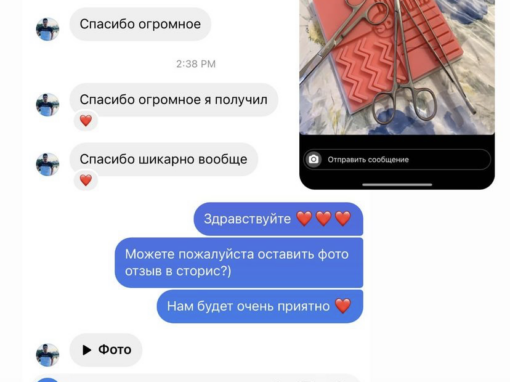 Спасибо огромное
2:38 PM
Спасибо огромное я получил
❤️
Спасибо шикарно вообще
❤️
Отправить сообщение
Здравствуйте ❤️ ❤️ ❤️
Можете пожалуйста оставить фото
отзыв в сторис?)
Нам будет очень приятно ❤️
Фото